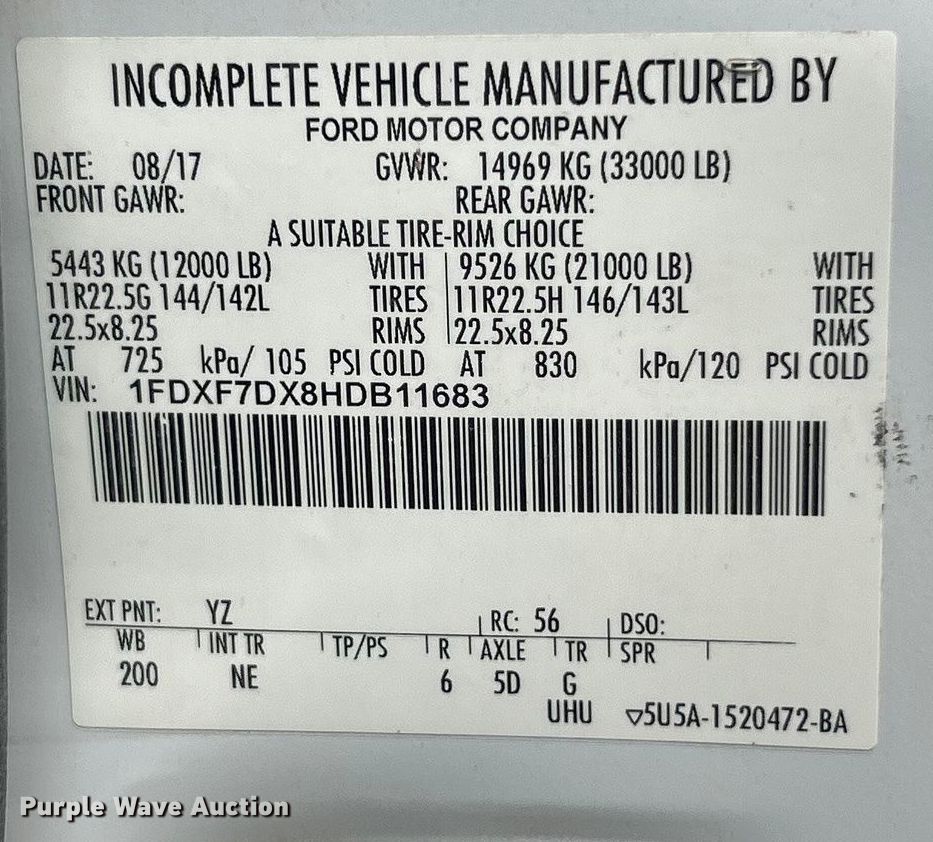 INCOMPLETE VEHICLE MANUFACTURED BY
FORD MOTOR COMPANY
DATE: 08/17 GVWR: 14969 KG (33000 LB)
FRONT GAWR: REAR GAWR:
A SUITABLE TIRE-RIM CHOICE
5443 KG (12000 LB) WITH 9526 KG (21000 LB) WITH
11R22.5G 144/142L TIRES 11R22.5H 146/143L TIRES
22.5x8.25 RIMS 22.5x8.25 RIMS
AT 725 kPa/ 105 PSI COLD AT 830 kPa/120 PSI COLD
VIN: 1FDXF7DX8HDB11683
EXT PNT: YZ RC: 56 DSO:
WB INT TR TP/PS R AXLE TR SPR
200 NE 6 5D G
UHU ▽5U5A-1520472-BA
Purple Wave Auction